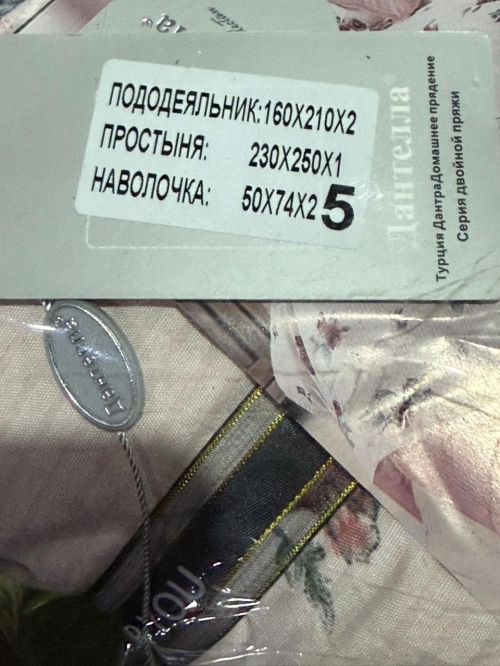 ПОДОДЕЯЛЬНИК:160X210X2
ПРОСТЫНЯ: 230X250X1
НАВОЛОЧКА: 50X74X2 5
Дантелла
Турция ДантраДомашнее прядение
Серия двойной пряжи